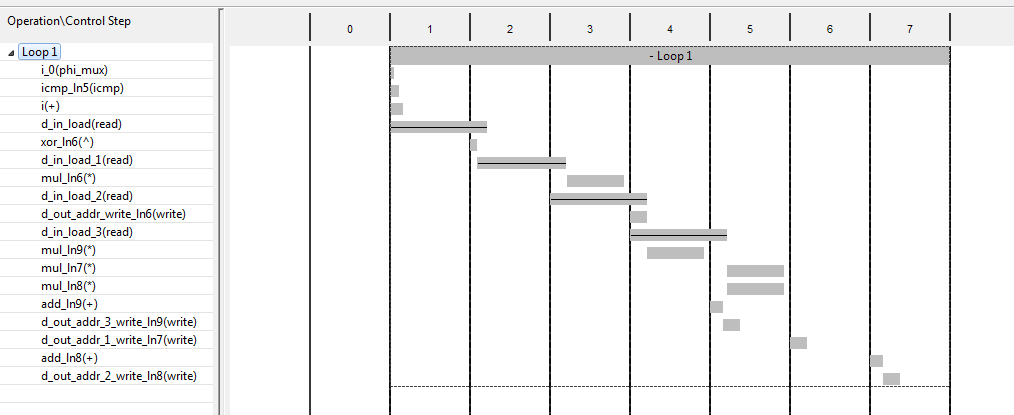 Operation\Control Step
0 1 2 3 4 5 6 7
Loop 1
- Loop 1
i_0(phi_mux)
icmp_ln5(icmp)
i(+)
d_in_load(read)
xor_ln6(^)
d_in_load_1(read)
mul_ln6(*)
d_in_load_2(read)
d_out_addr_write_ln6(write)
d_in_load_3(read)
mul_ln9(*)
mul_ln7(*)
mul_ln8(*)
add_ln9(+)
d_out_addr_3_write_ln9(write)
d_out_addr_1_write_ln7(write)
add_ln8(+)
d_out_addr_2_write_ln8(write)